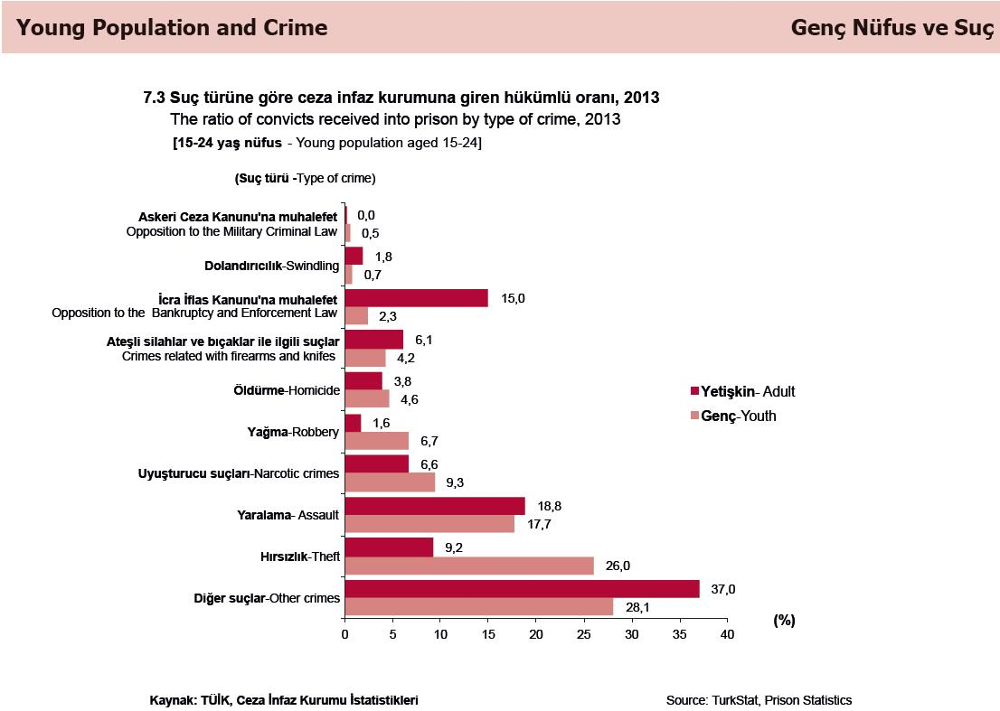 Young Population and Crime
Genç Nüfus ve Suç
7.3 Suç türüne göre ceza infaz kurumuna giren hükümlü oranı, 2013
The ratio of convicts received into prison by type of crime, 2013
[15-24 yaş nüfus - Young population aged 15-24]
(Suç türü -Type of crime)
Askeri Ceza Kanunu'na muhalefet
Opposition to the Military Criminal Law
0,0
0,5
Dolandırıcılık-Swindling
1,8
0,7
İcra İflas Kanunu'na muhalefet
Opposition to the Bankruptcy and Enforcement Law
15,0
2,3
Ateşli silahlar ve bıçaklar ile ilgili suçlar
Crimes related with firearms and knifes
6,1
4,2
Öldürme-Homicide
3,8
4,6
Yağma-Robbery
1,6
6,7
Uyuşturucu suçları-Narcotic crimes
6,6
9,3
Yaralama- Assault
18,8
17,7
Hırsızlık-Theft
9,2
26,0
Diğer suçlar-Other crimes
37,0
28,1
Yetişkin- Adult
Genç-Youth
0 5 10 15 20 25 30 35 40
(%)
Kaynak: TÜİK, Ceza İnfaz Kurumu İstatistikleri
Source: TurkStat, Prison Statistics